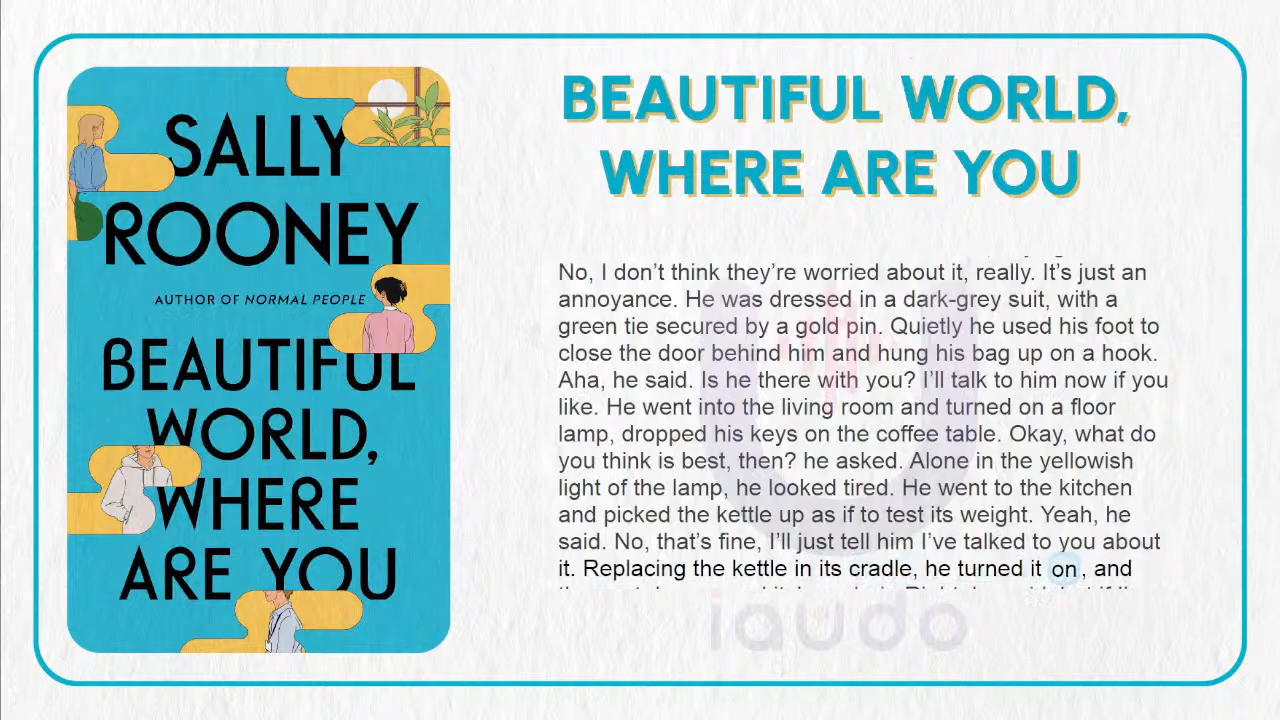 SALLY
ROONEY
AUTHOR OF NORMAL PEOPLE
BEAUTIFUL
WORLD,
WHERE
ARE YOU
BEAUTIFUL WORLD,
WHERE ARE YOU
No, I don’t think they’re worried about it, really. It’s just an
annoyance. He was dressed in a dark-grey suit, with a
green tie secured by a gold pin. Quietly he used his foot to
close the door behind him and hung his bag up on a hook.
Aha, he said. Is he there with you? I’ll talk to him now if you
like. He went into the living room and turned on a floor
lamp, dropped his keys on the coffee table. Okay, what do
you think is best, then? he asked. Alone in the yellowish
light of the lamp, he looked tired. He went to the kitchen
and picked the kettle up as if to test its weight. Yeah, he
said. No, that’s fine, I’ll just tell him I’ve talked to you about
it. Replacing the kettle in its cradle, he turned it on, and
iaudo